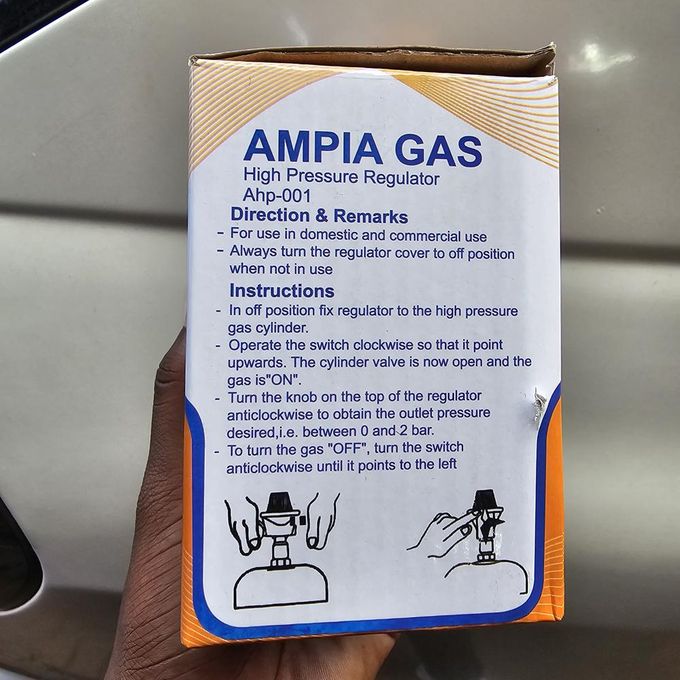 AMPIA GAS
High Pressure Regulator
Ahp-001
Direction & Remarks
- For use in domestic and commercial use
- Always turn the regulator cover to off position
when not in use
Instructions
- In off position fix regulator to the high pressure
gas cylinder.
- Operate the switch clockwise so that it point
upwards. The cylinder valve is now open and the
gas is"ON".
- Turn the knob on the top of the regulator
anticlockwise to obtain the outlet pressure
desired,i.e. between 0 and 2 bar.
- To turn the gas "OFF", turn the switch
anticlockwise until it points to the left